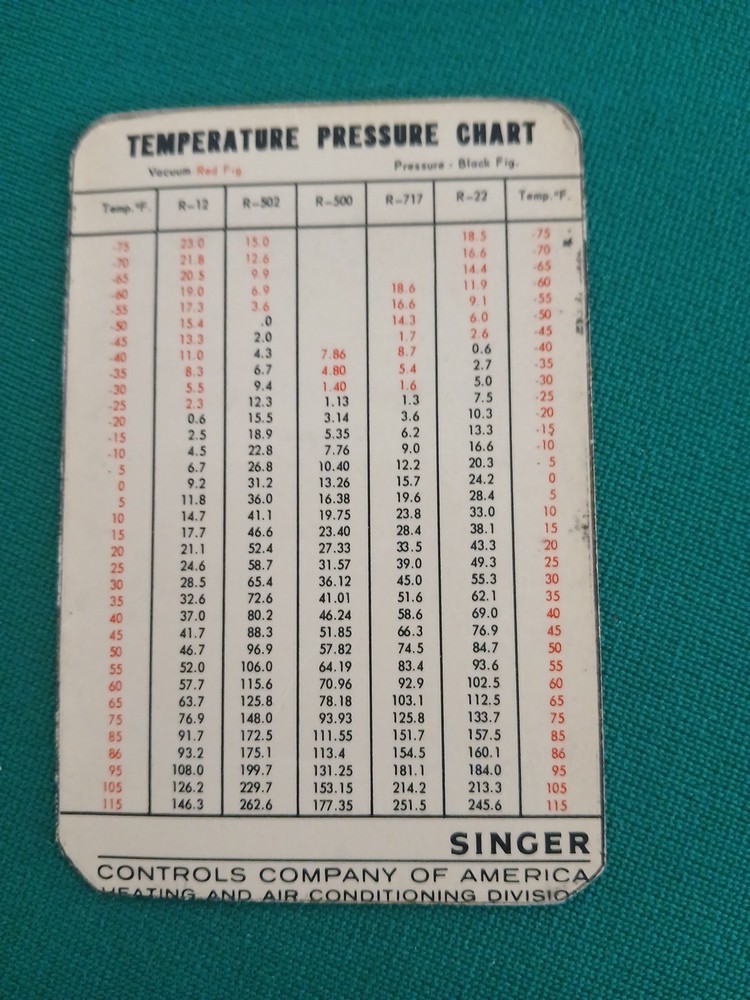 TEMPERATURE PRESSURE CHART
Vacuum Red Fig. Pressure - Black Fig.
Temp.°F. R-12 R-502 R-500 R-717 R-22 Temp.°F.
-75 23.0 15.0 18.5 -75
-70 21.8 12.6 16.6 -70
-65 20.5 9.9 14.4 -65
-60 19.0 6.9 18.6 11.9 -60
-55 17.3 3.6 16.6 9.1 -55
-50 15.4 .0 14.3 6.0 -50
-45 13.3 2.0 1.7 2.6 -45
-40 11.0 4.3 7.86 8.7 0.6 -40
-35 8.3 6.7 4.80 5.4 2.7 -35
-30 5.5 9.4 1.40 1.6 5.0 -30
-25 2.3 12.3 1.13 1.3 7.5 -25
-20 0.6 15.5 3.14 3.6 10.3 -20
-15 2.5 18.9 5.35 6.2 13.3 -15
-10 4.5 22.8 7.76 9.0 16.6 -10
- 5 6.7 26.8 10.40 12.2 20.3 - 5
0 9.2 31.2 13.26 15.7 24.2 0
5 11.8 36.0 16.38 19.6 28.4 5
10 14.7 41.1 19.75 23.8 33.0 10
15 17.7 46.6 23.40 28.4 38.1 15
20 21.1 52.4 27.33 33.5 43.3 20
25 24.6 58.7 31.57 39.0 49.3 25
30 28.5 65.4 36.12 45.0 55.3 30
35 32.6 72.6 41.01 51.6 62.1 35
40 37.0 80.2 46.24 58.6 69.0 40
45 41.7 88.3 51.85 66.3 76.9 45
50 46.7 96.9 57.82 74.5 84.7 50
55 52.0 106.0 64.19 83.4 93.6 55
60 57.7 115.6 70.96 92.9 102.5 60
65 63.7 125.8 78.18 103.1 112.5 65
75 76.9 148.0 93.93 125.8 133.7 75
85 91.7 172.5 111.55 151.7 157.5 85
86 93.2 175.1 113.4 154.5 160.1 86
95 108.0 199.7 131.25 181.1 184.0 95
105 126.2 229.7 153.15 214.2 213.3 105
115 146.3 262.6 177.35 251.5 245.6 115
SINGER
CONTROLS COMPANY OF AMERICA
HEATING AND AIR CONDITIONING DIVISION